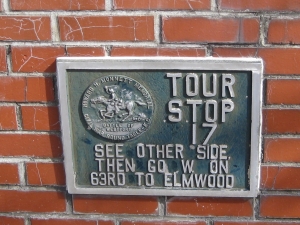 TOUR
STOP
17
SEE OTHER SIDE.
THEN GO W ON
63RD TO ELMWOOD